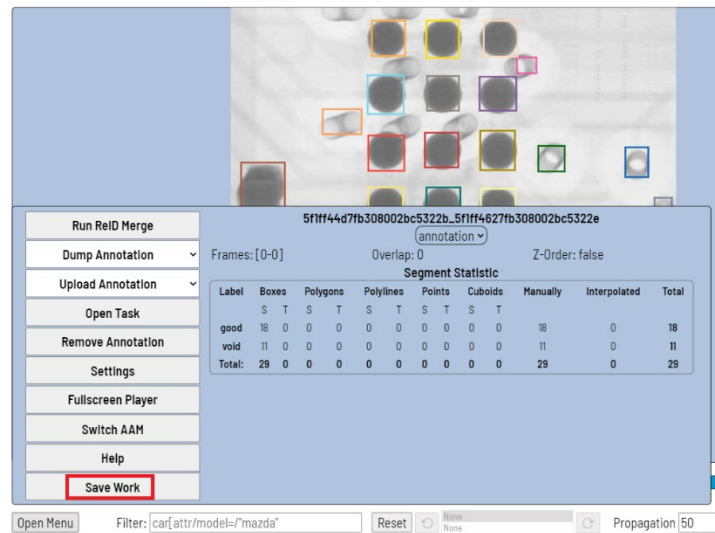 Run ReID Merge
Dump Annotation
Upload Annotation
Open Task
Remove Annotation
Settings
Fullscreen Player
Switch AAM
Help
Save Work
5f1ff44d7fb308002bc5322b_5f1ff4627fb308002bc5322e
annotation
Frames: [0-0] Overlap: 0 Z-Order: false
Segment Statistic
Label Boxes Polygons Polylines Points Cuboids Manually Interpolated Total
S T S T S T S T S T
good 18 0 0 0 0 0 0 0 0 0 18 0 18
void 11 0 0 0 0 0 0 0 0 0 11 0 11
Total: 29 0 0 0 0 0 0 0 0 0 29 0 29
Open Menu Filter: car[attr/model="mazda" Reset None Propagation 50
None